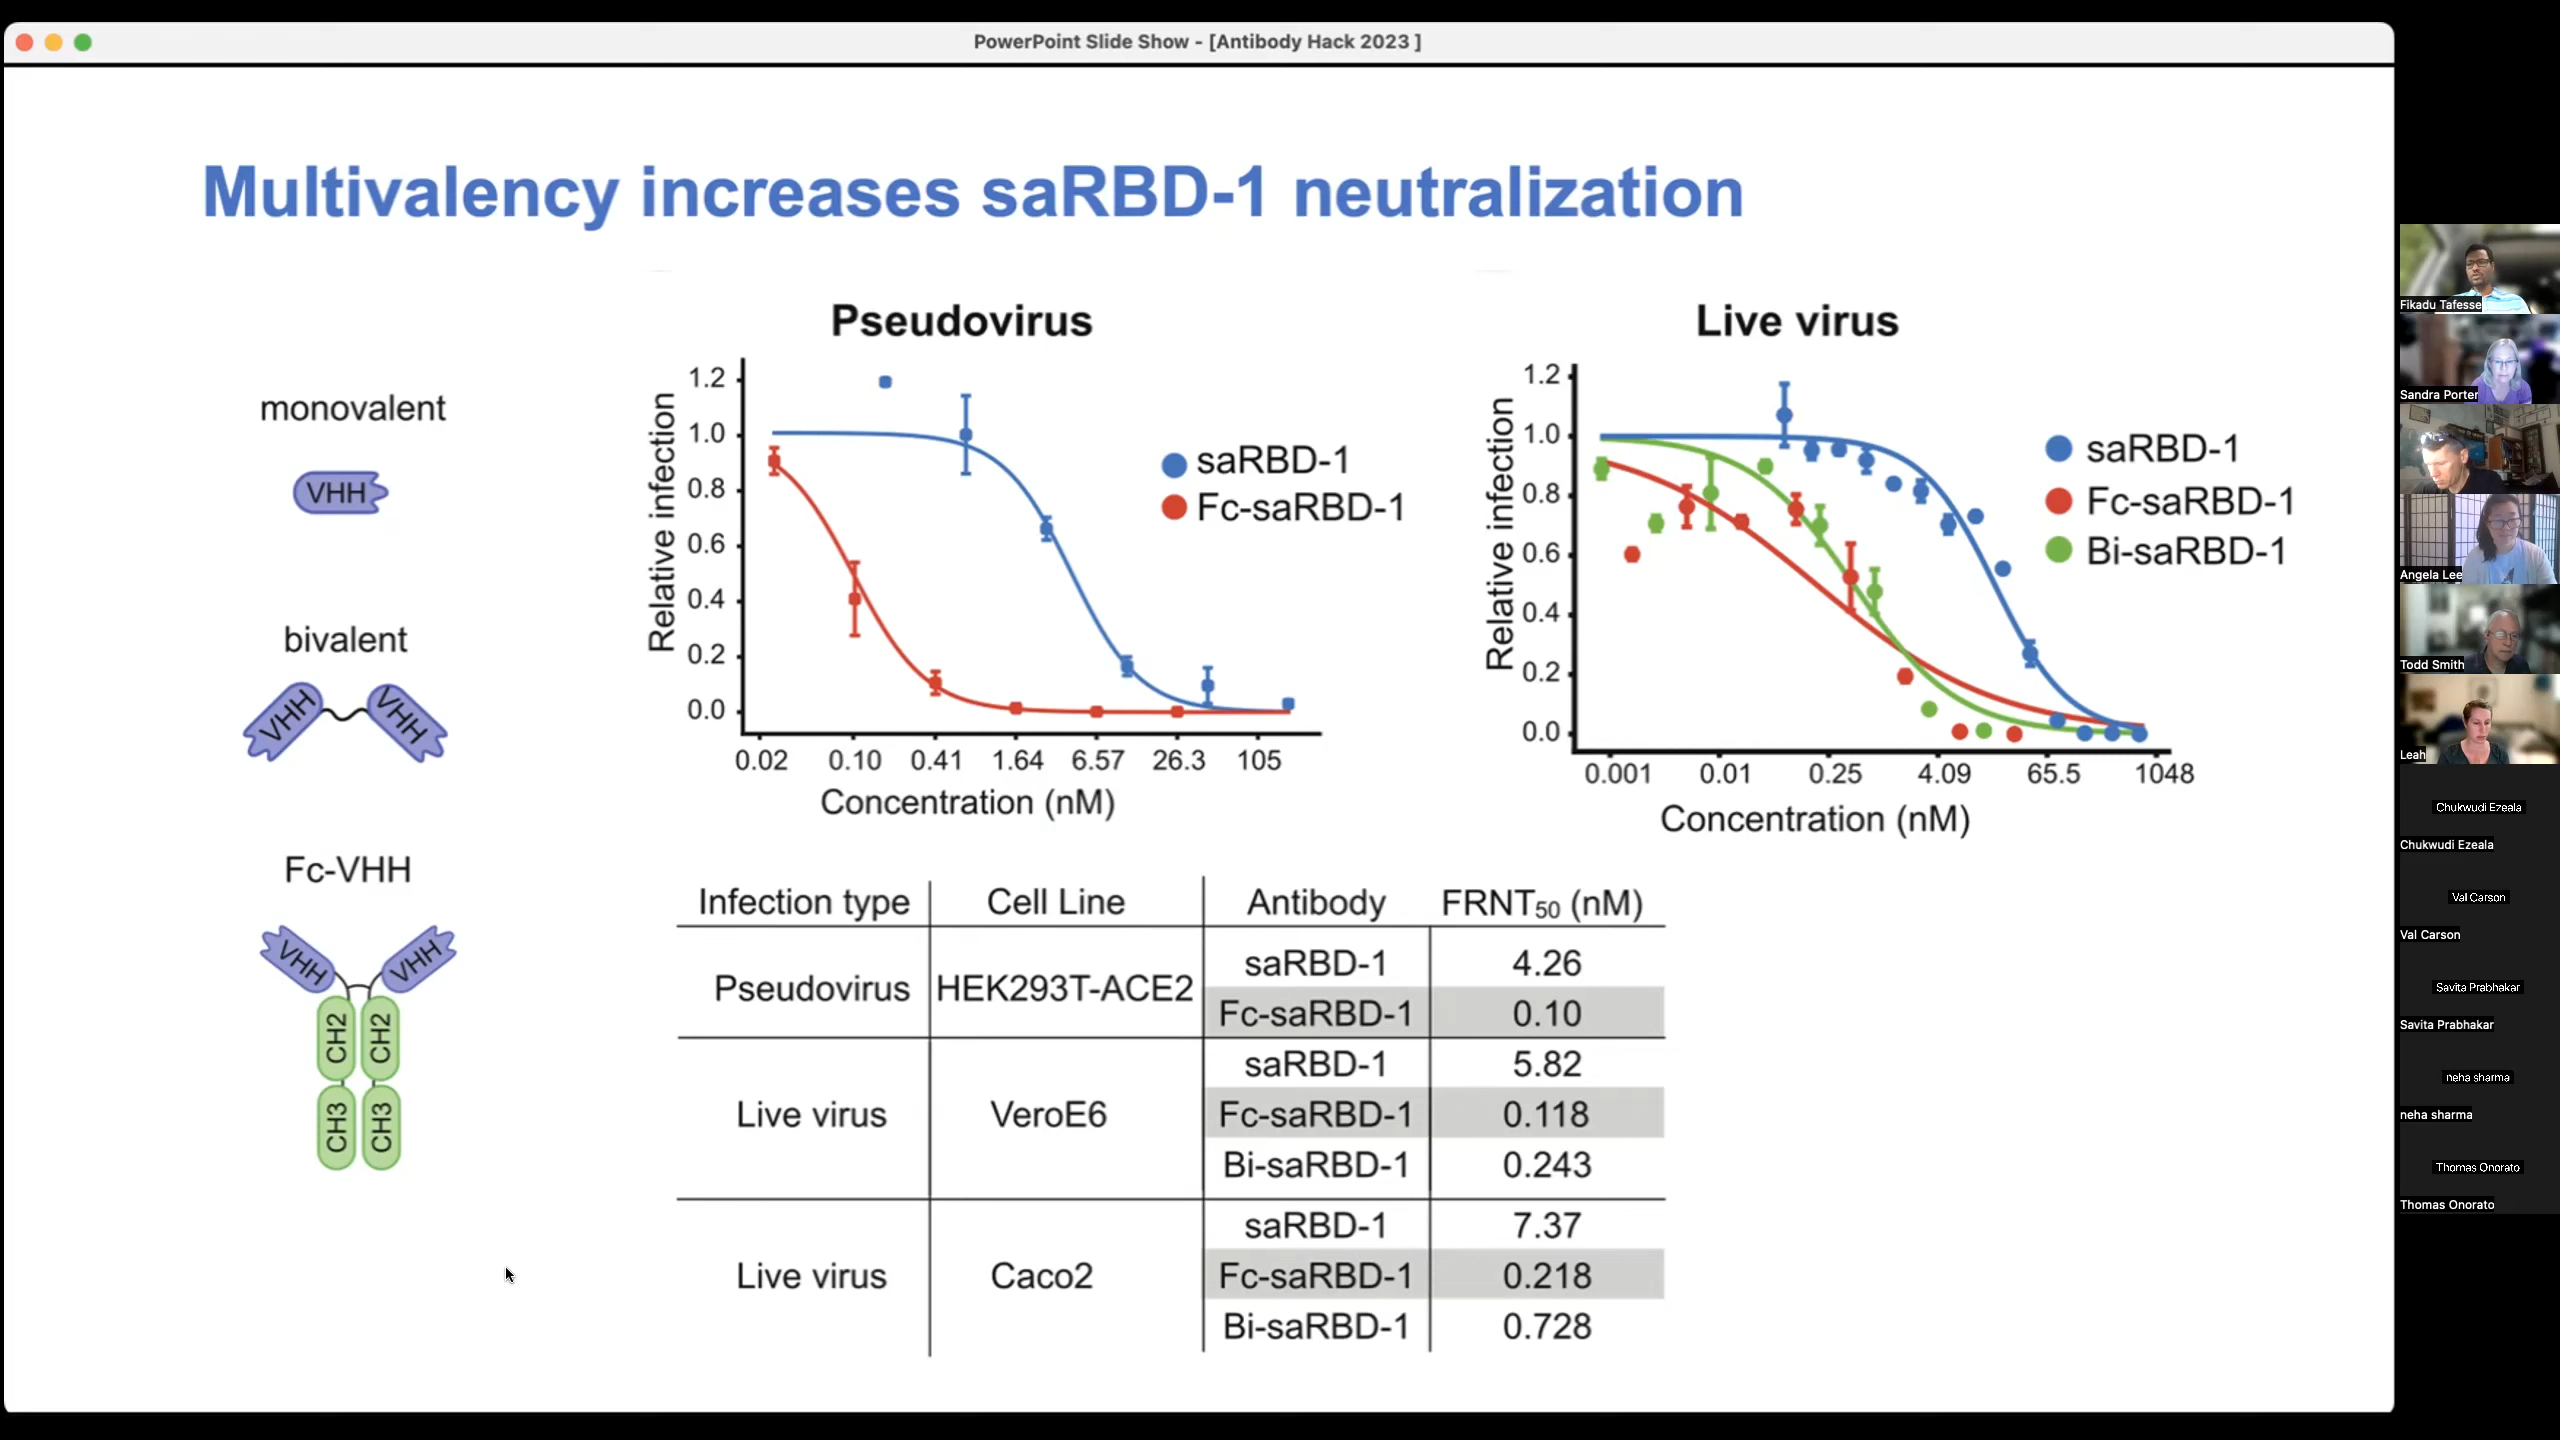 PowerPoint Slide Show - [Antibody Hack 2023 ]
Multivalency increases saRBD-1 neutralization
monovalent
VHH
bivalent
VHH VHH
Fc-VHH
VHH VHH
CH2 CH2
CH3 CH3
Pseudovirus
Relative infection
1.2
1.0
0.8
0.6
0.4
0.2
0.0
0.02 0.10 0.41 1.64 6.57 26.3 105
Concentration (nM)
saRBD-1
Fc-saRBD-1
Live virus
Relative infection
1.2
1.0
0.8
0.6
0.4
0.2
0.0
0.001 0.01 0.25 4.09 65.5 1048
Concentration (nM)
saRBD-1
Fc-saRBD-1
Bi-saRBD-1
Infection type Cell Line Antibody FRNT₅₀ (nM)
Pseudovirus HEK293T-ACE2 saRBD-1 4.26
Fc-saRBD-1 0.10
Live virus VeroE6 saRBD-1 5.82
Fc-saRBD-1 0.118
Bi-saRBD-1 0.243
Live virus Caco2 saRBD-1 7.37
Fc-saRBD-1 0.218
Bi-saRBD-1 0.728
Fikadu Tafesse
Sandra Porter
Angela Lee
Todd Smith
Leah
Chukwudi Ezeala
Chukwudi Ezeala
Val Carson
Val Carson
Savita Prabhakar
Savita Prabhakar
neha sharma
neha sharma
Thomas Onorato
Thomas Onorato